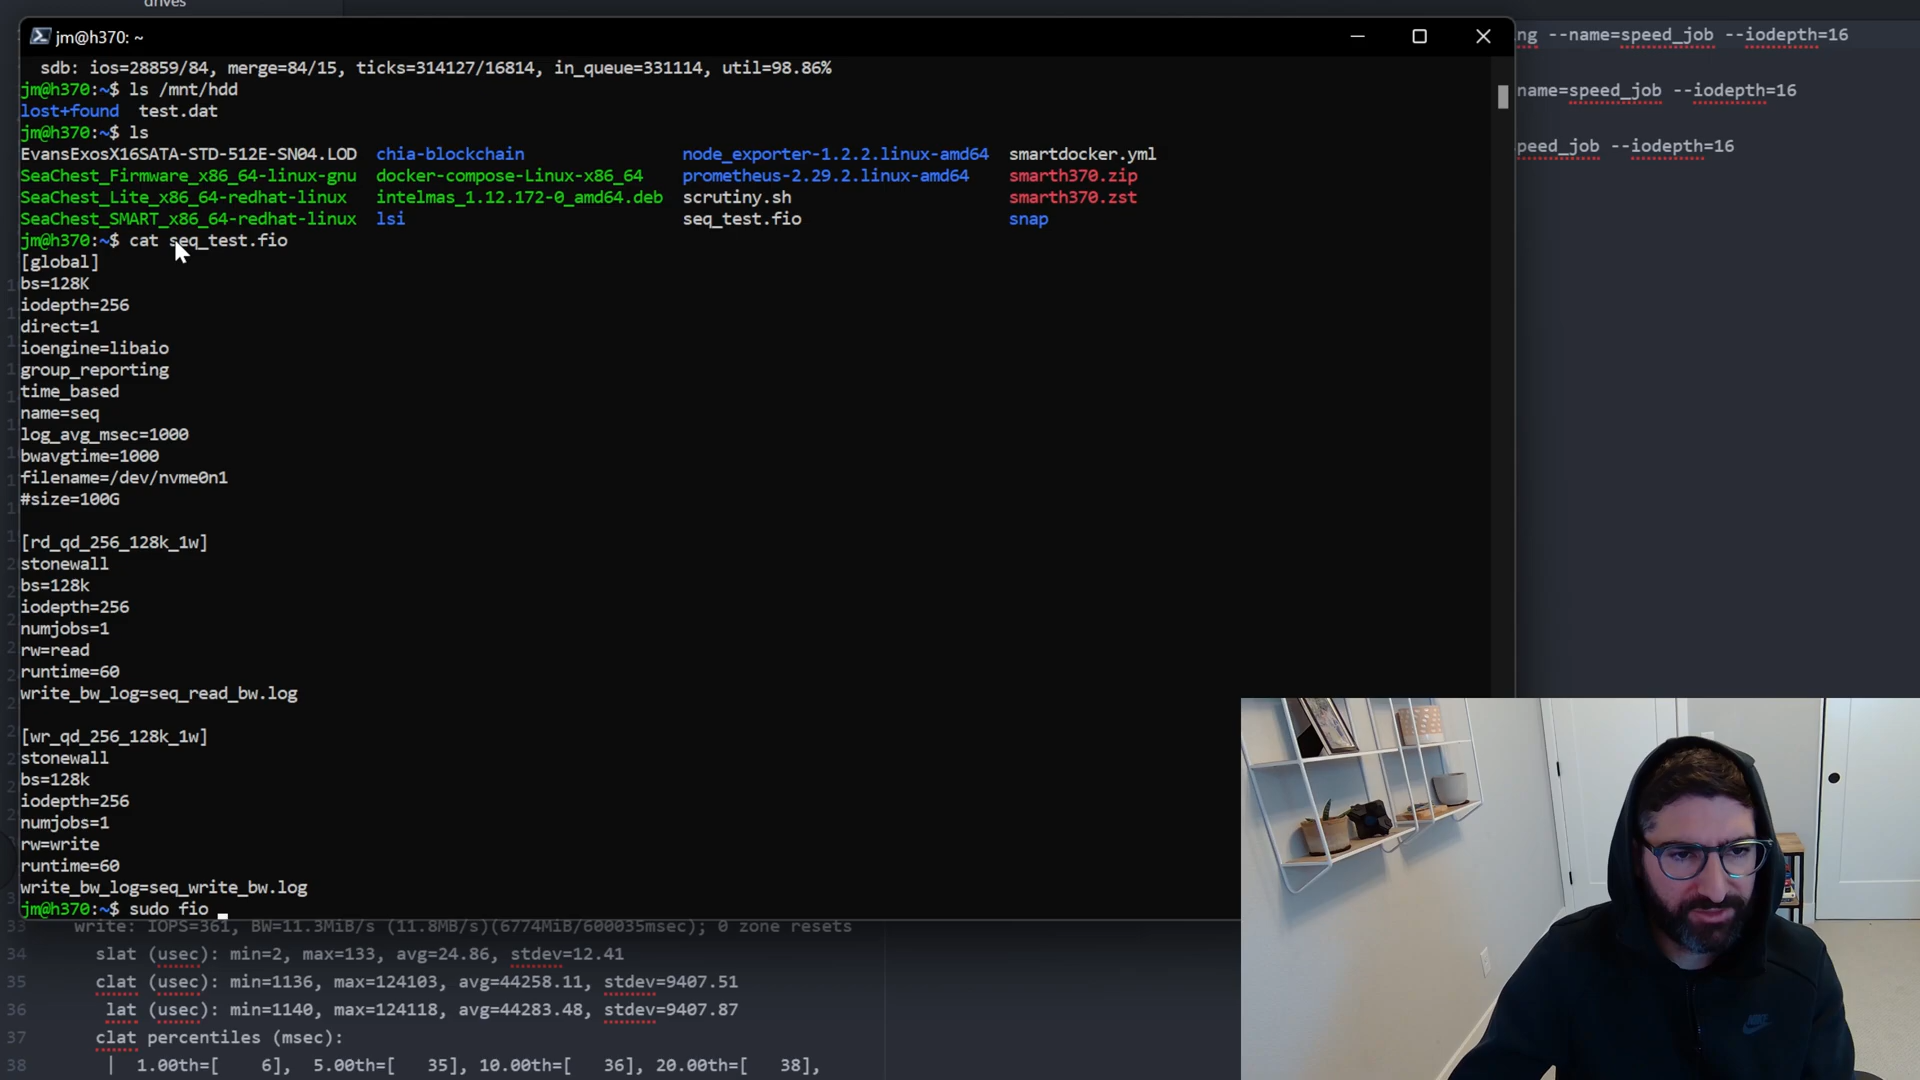 drives
jm@h370: ~
sdb: ios=28859/84, merge=84/15, ticks=314127/16814, in_queue=331114, util=98.86%
jm@h370:~$ ls /mnt/hdd
lost+found  test.dat
jm@h370:~$ ls
EvansExosX16SATA-STD-512E-SN04.LOD  chia-blockchain  node_exporter-1.2.2.linux-amd64  smartdocker.yml
SeaChest_Firmware_x86_64-linux-gnu  docker-compose-Linux-x86_64  prometheus-2.29.2.linux-amd64  smarth370.zip
SeaChest_Lite_x86_64-redhat-linux  intelmas_1.12.172-0_amd64.deb  scrutiny.sh  smarth370.zst
SeaChest_SMART_x86_64-redhat-linux  lsi  seq_test.fio  snap
jm@h370:~$ cat seq_test.fio
[global]
bs=128K
iodepth=256
direct=1
ioengine=libaio
group_reporting
time_based
name=seq
log_avg_msec=1000
bwavgtime=1000
filename=/dev/nvme0n1
#size=100G
[rd_qd_256_128k_1w]
stonewall
bs=128k
iodepth=256
numjobs=1
rw=read
runtime=60
write_bw_log=seq_read_bw.log
[wr_qd_256_128k_1w]
stonewall
bs=128k
iodepth=256
numjobs=1
rw=write
runtime=60
write_bw_log=seq_write_bw.log
jm@h370:~$ sudo fio
ng --name=speed_job --iodepth=16
name=speed_job --iodepth=16
peed_job --iodepth=16
33 write: IOPS=361, BW=11.3MiB/s (11.8MB/s)(6774MiB/600035msec); 0 zone resets
34 slat (usec): min=2, max=133, avg=24.86, stdev=12.41
35 clat (usec): min=1136, max=124103, avg=44258.11, stdev=9407.51
36 lat (usec): min=1140, max=124118, avg=44283.48, stdev=9407.87
37 clat percentiles (msec):
38 | 1.00th=[    6], 5.00th=[   35], 10.00th=[   36], 20.00th=[   38],